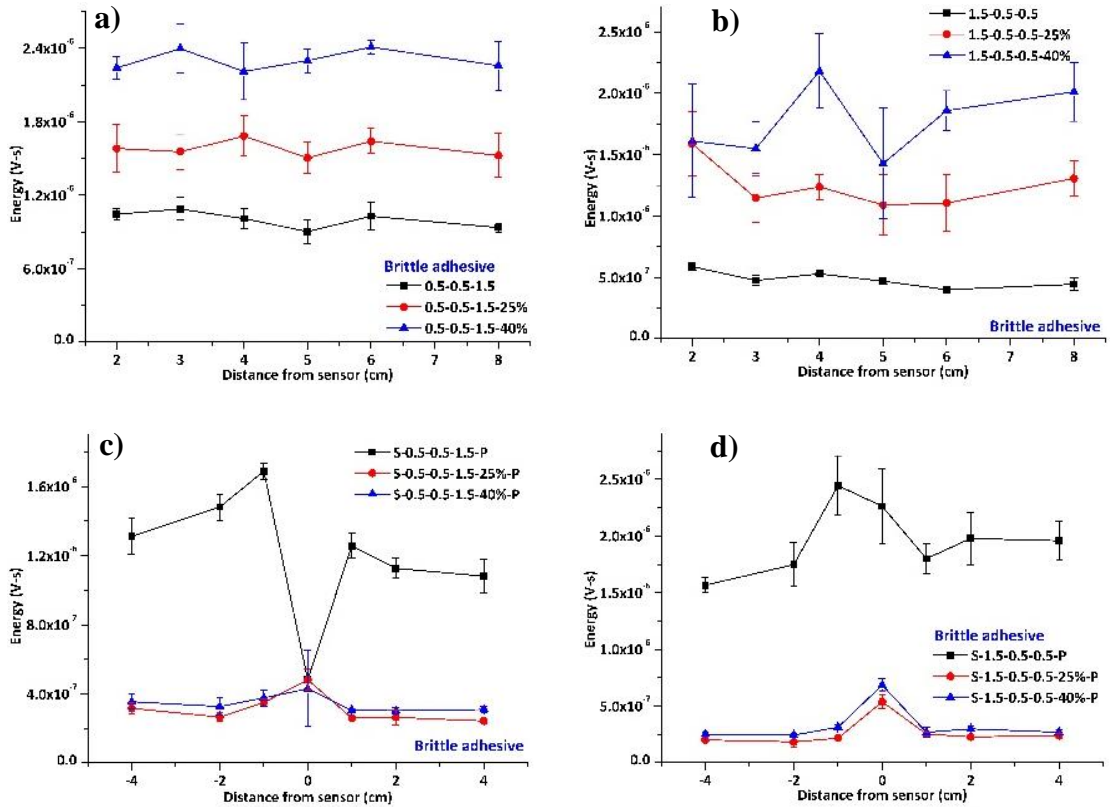 a)
2.4x10⁻⁶
1.8x10⁻⁶
1.2x10⁻⁶
6.0x10⁻⁷
0.0
Energy (V-s)
Brittle adhesive
0.5-0.5-1.5
0.5-0.5-1.5-25%
0.5-0.5-1.5-40%
2 3 4 5 6 7 8
Distance from sensor (cm)
b)
2.5x10⁻⁶
2.0x10⁻⁶
1.5x10⁻⁶
1.0x10⁻⁶
5.0x10⁻⁷
0.0
Energy (V-s)
1.5-0.5-0.5
1.5-0.5-0.5-25%
1.5-0.5-0.5-40%
Brittle adhesive
2 3 4 5 6 7 8
Distance from sensor (cm)
c)
1.6x10⁻⁶
1.2x10⁻⁶
8.0x10⁻⁷
4.0x10⁻⁷
0.0
Energy (V-s)
S-0.5-0.5-1.5-P
S-0.5-0.5-1.5-25%-P
S-0.5-0.5-1.5-40%-P
Brittle adhesive
-4 -2 0 2 4
Distance from sensor (cm)
d)
2.5x10⁻⁶
2.0x10⁻⁶
1.5x10⁻⁶
1.0x10⁻⁶
5.0x10⁻⁷
0.0
Energy (V-s)
Brittle adhesive
S-1.5-0.5-0.5-P
S-1.5-0.5-0.5-25%-P
S-1.5-0.5-0.5-40%-P
-4 -2 0 2 4
Distance from sensor (cm)